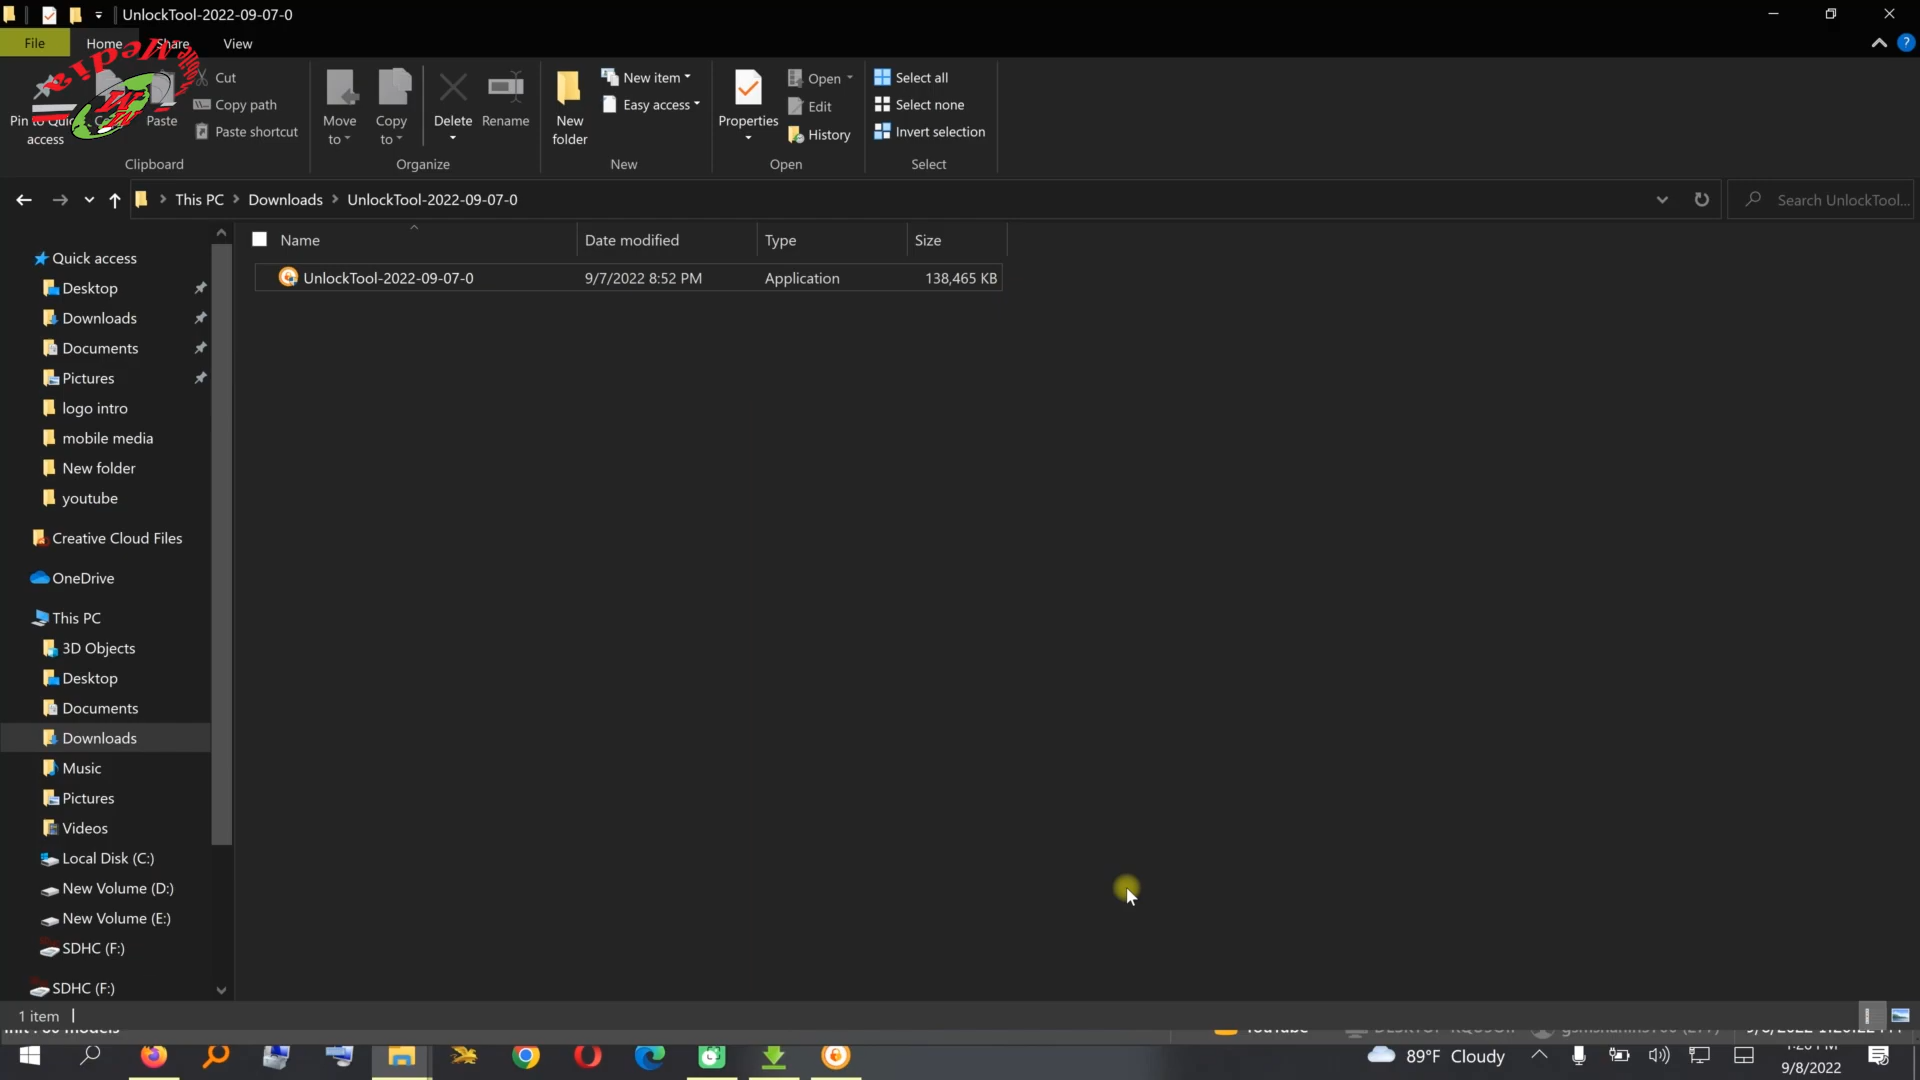 UnlockTool-2022-09-07-0
File
Home
Share
View
Media
Pin to Quick
access
Paste
Cut
Copy path
Paste shortcut
Clipboard
Move
to
Copy
to
Delete
Rename
Organize
New
folder
New item
Easy access
New
Properties
Open
Edit
History
Open
Select all
Select none
Invert selection
Select
This PC
Downloads
UnlockTool-2022-09-07-0
Search UnlockTool...
Name
Date modified
Type
Size
UnlockTool-2022-09-07-0
9/7/2022 8:52 PM
Application
138,465 KB
Quick access
Desktop
Downloads
Documents
Pictures
logo intro
mobile media
New folder
youtube
Creative Cloud Files
OneDrive
This PC
3D Objects
Desktop
Documents
Downloads
Music
Pictures
Videos
Local Disk (C:)
New Volume (D:)
New Volume (E:)
SDHC (F:)
SDHC (F:)
1 item
YouTube
89°F Cloudy
9/8/2022